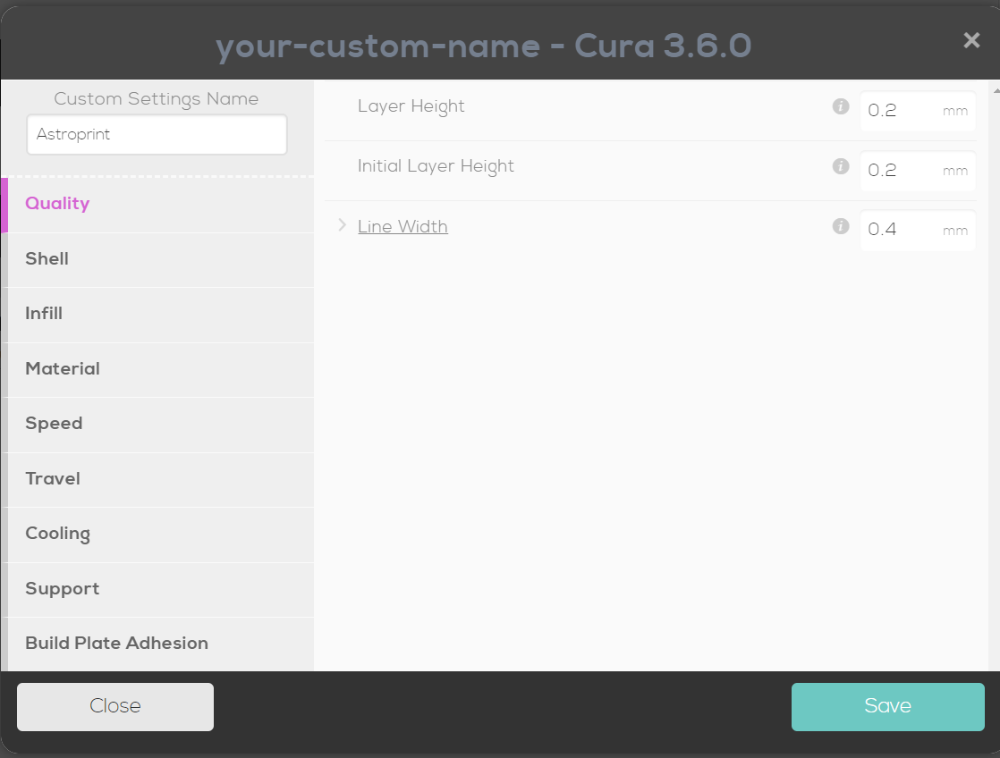 your-custom-name - Cura 3.6.0
Custom Settings Name
Astroprint
Quality
Shell
Infill
Material
Speed
Travel
Cooling
Support
Build Plate Adhesion
Layer Height i 0.2 mm
Initial Layer Height i 0.2 mm
Line Width i 0.4 mm
Close
Save